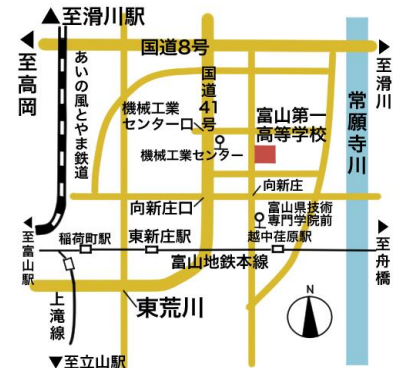 ▲至滑川駅
◀至高岡
国道8号
▶至滑川
あいの風とやま鉄道
国道41号
機械工業
センター口
富山第一
高等学校
機械工業センター
常願寺川
向新庄
向新庄口
富山県技術
専門学院前
◀至富山駅
稲荷町駅
東新庄駅
越中荏原駅
▶至舟橋
富山地鉄本線
上滝線
東荒川
N
▼至立山駅